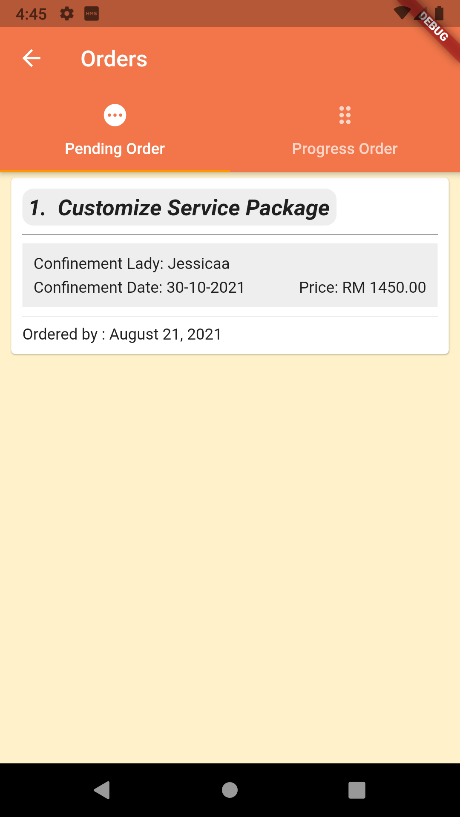 4:45
DEBUG
Orders
Pending Order
Progress Order
1. Customize Service Package
Confinement Lady: Jessicaa
Confinement Date: 30-10-2021 Price: RM 1450.00
Ordered by : August 21, 2021